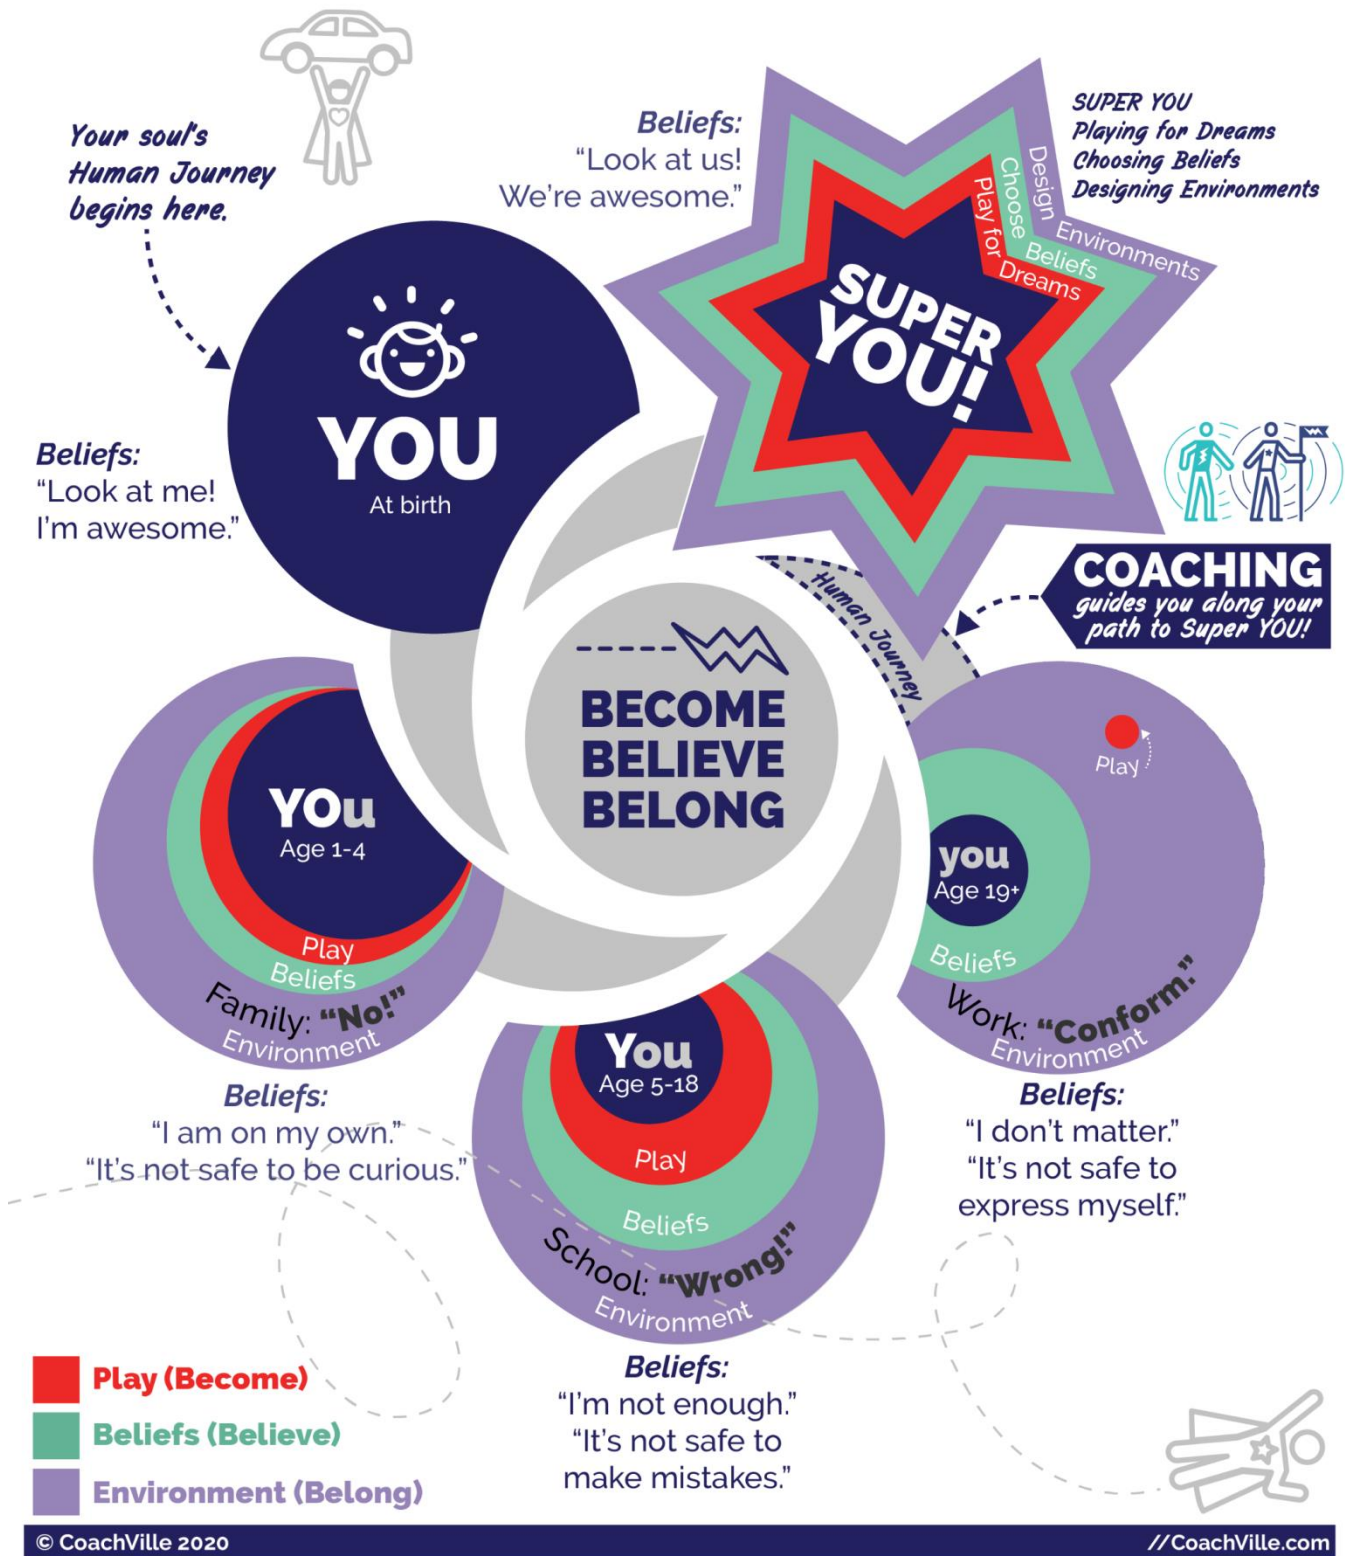 Your soul's
Human Journey
begins here.
Beliefs:
“Look at us!
We're awesome.”
SUPER YOU
Playing for Dreams
Choosing Beliefs
Designing Environments
Design Environments
Choose Beliefs
Play for Dreams
SUPER
YOU!
YOU
At birth
Beliefs:
“Look at me!
I'm awesome.”
COACHING
guides you along your
path to Super YOU!
Human Journey
BECOME
BELIEVE
BELONG
YOu
Age 1-4
Play
Beliefs
Family: “No!”
Environment
Beliefs:
“I am on my own.”
“It's not safe to be curious.”
You
Age 5-18
Play
Beliefs
School: “Wrong!”
Environment
Beliefs:
“I'm not enough.”
“It's not safe to
make mistakes.”
Play
you
Age 19+
Beliefs
Work: “Conform.”
Environment
Beliefs:
“I don't matter.”
“It's not safe to
express myself.”
Play (Become)
Beliefs (Believe)
Environment (Belong)
© CoachVille 2020
//CoachVille.com